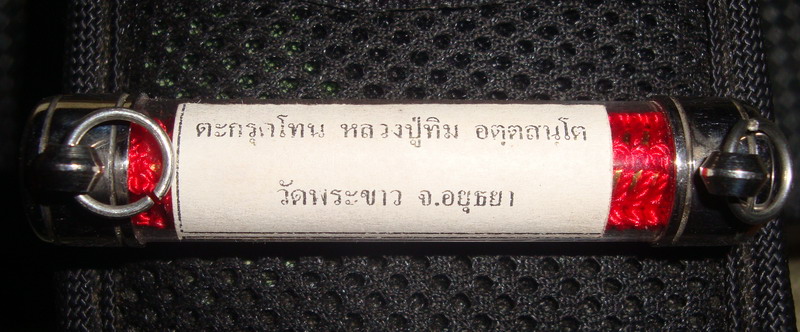 ตะกรุดโทน หลวงปู่ทิม อตฺตสนฺโต
วัดพระขาว จ.อยุธยา